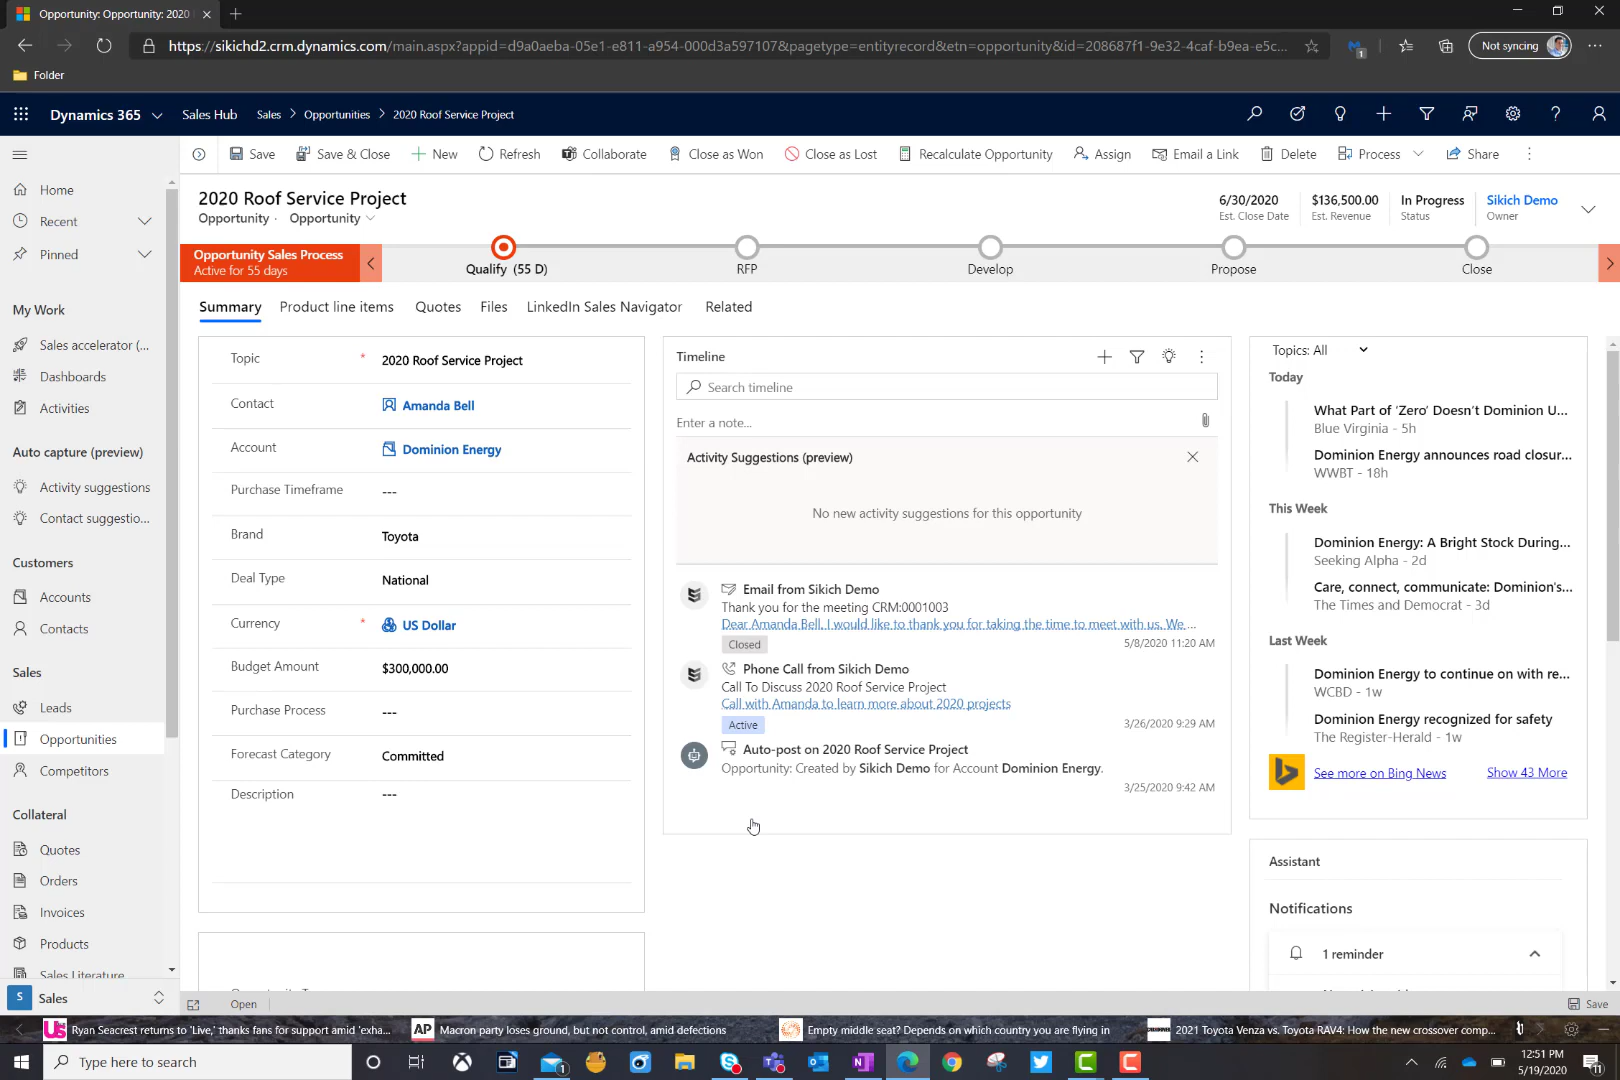 Opportunity: Opportunity: 2020
https://sikichd2.crm.dynamics.com/main.aspx?appid=d9a0aeba-05e1-e811-a954-000d3a597107&pagetype=entityrecord&etn=opportunity&id=208687f1-9e32-4caf-b9ea-e5c...
1
Not syncing
Folder
Dynamics 365
Sales Hub
Sales > Opportunities > 2020 Roof Service Project
Save
Save & Close
New
Refresh
Collaborate
Close as Won
Close as Lost
Recalculate Opportunity
Assign
Email a Link
Delete
Process
Share
Home
Recent
Pinned
My Work
Sales accelerator (...
Dashboards
Activities
Auto capture (preview)
Activity suggestions
Contact suggestio...
Customers
Accounts
Contacts
Sales
Leads
Opportunities
Competitors
Collateral
Quotes
Orders
Invoices
Products
Sales Literature
S Sales
2020 Roof Service Project
Opportunity · Opportunity
6/30/2020
Est. Close Date
$136,500.00
Est. Revenue
In Progress
Status
Sikich Demo
Owner
Opportunity Sales Process
Active for 55 days
Qualify (55 D)
RFP
Develop
Propose
Close
Summary
Product line items
Quotes
Files
LinkedIn Sales Navigator
Related
Topic * 2020 Roof Service Project
Contact Amanda Bell
Account Dominion Energy
Purchase Timeframe ---
Brand Toyota
Deal Type National
Currency * US Dollar
Budget Amount $300,000.00
Purchase Process ---
Forecast Category Committed
Description ---
Timeline
Search timeline
Enter a note...
Activity Suggestions (preview)
No new activity suggestions for this opportunity
Email from Sikich Demo
Thank you for the meeting CRM:0001003
Dear Amanda Bell, I would like to thank you for taking the time to meet with us. We ...
Closed
5/8/2020 11:20 AM
Phone Call from Sikich Demo
Call To Discuss 2020 Roof Service Project
Call with Amanda to learn more about 2020 projects
Active
3/26/2020 9:29 AM
Auto-post on 2020 Roof Service Project
Opportunity: Created by Sikich Demo for Account Dominion Energy.
3/25/2020 9:42 AM
Topics: All
Today
What Part of ‘Zero’ Doesn’t Dominion U...
Blue Virginia - 5h
Dominion Energy announces road closur...
WWBT - 18h
This Week
Dominion Energy: A Bright Stock During...
Seeking Alpha - 2d
Care, connect, communicate: Dominion's...
The Times and Democrat - 3d
Last Week
Dominion Energy to continue on with re...
WCBD - 1w
Dominion Energy recognized for safety
The Register-Herald - 1w
See more on Bing News
Show 43 More
Assistant
Notifications
1 reminder
Open
Save
Us Ryan Seacrest returns to 'Live,' thanks fans for support amid 'exha...
AP Macron party loses ground, but not control, amid defections
Empty middle seat? Depends on which country you are flying in
2021 Toyota Venza vs. Toyota RAV4: How the new crossover comp...
Type here to search
1
12:51 PM
5/19/2020
11